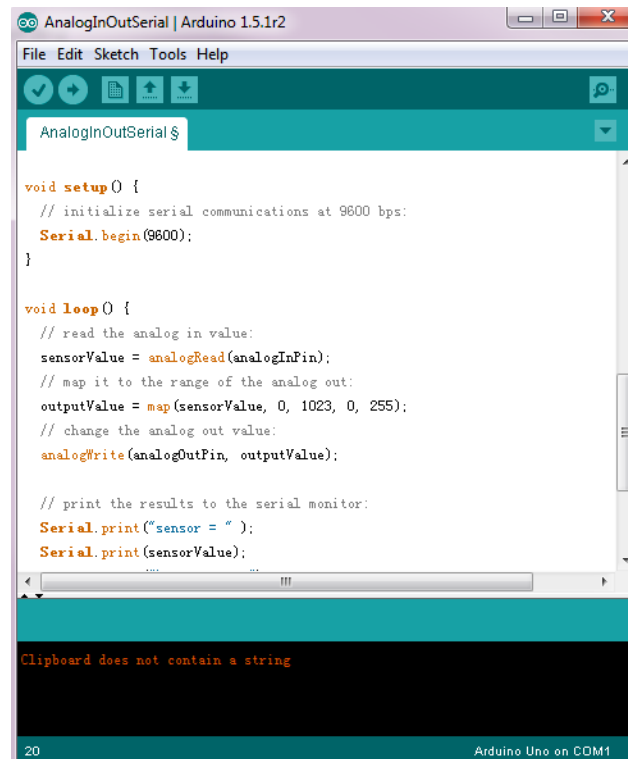 AnalogInOutSerial | Arduino 1.5.1r2
File Edit Sketch Tools Help
AnalogInOutSerial §
void setup() {
// initialize serial communications at 9600 bps:
Serial.begin(9600);
}
void loop() {
// read the analog in value:
sensorValue = analogRead(analogInPin);
// map it to the range of the analog out:
outputValue = map(sensorValue, 0, 1023, 0, 255);
// change the analog out value:
analogWrite(analogOutPin, outputValue);
// print the results to the serial monitor:
Serial.print("sensor = " );
Serial.print(sensorValue);
Clipboard does not contain a string
20 Arduino Uno on COM1